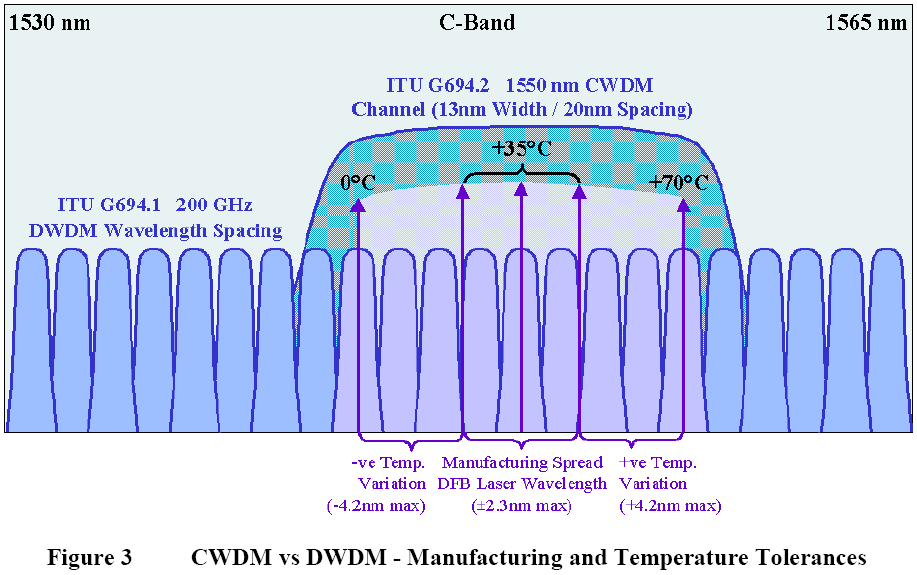 1530 nm
C-Band
1565 nm
ITU G694.2 1550 nm CWDM
Channel (13nm Width / 20nm Spacing)
+35°C
0°C
+70°C
ITU G694.1 200 GHz
DWDM Wavelength Spacing
-ve Temp.
Variation
(-4.2nm max)
Manufacturing Spread
DFB Laser Wavelength
(±2.3nm max)
+ve Temp.
Variation
(+4.2nm max)
Figure 3 CWDM vs DWDM - Manufacturing and Temperature Tolerances